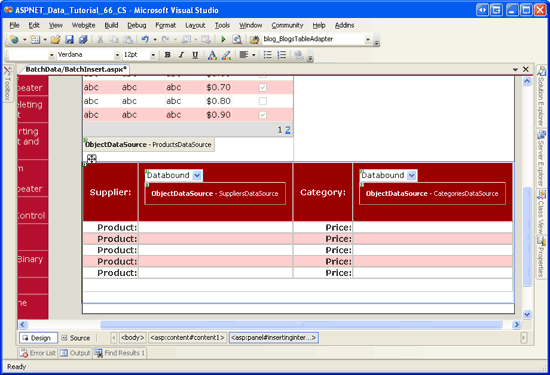 ASPNET_Data_Tutorial_66_CS - Microsoft Visual Studio
File Edit View Website Build Debug Format Layout Tools Window Community Help Addins
blog_BlogsTableAdapter
Verdana 12pt B I U A
BatchData/BatchInsert.aspx*
Toolbox
Solution Explorer
Server Explorer
Class View
Properties
epeater
eleting
erting
t and
m
epeater
Control
Binary
ne
abc abc abc $0.70
abc abc abc $0.80
abc abc abc $0.90
1 2
ObjectDataSource - ProductsDataSource
Supplier: Databound Category: Databound
ObjectDataSource - SuppliersDataSource ObjectDataSource - CategoriesDataSource
Product: Price:
Product: Price:
Product: Price:
Product: Price:
Product: Price:
Design Source <body> <asp:content#content1> <asp:panel#insertinginter...>
Error List Output Find Results 1
Ready